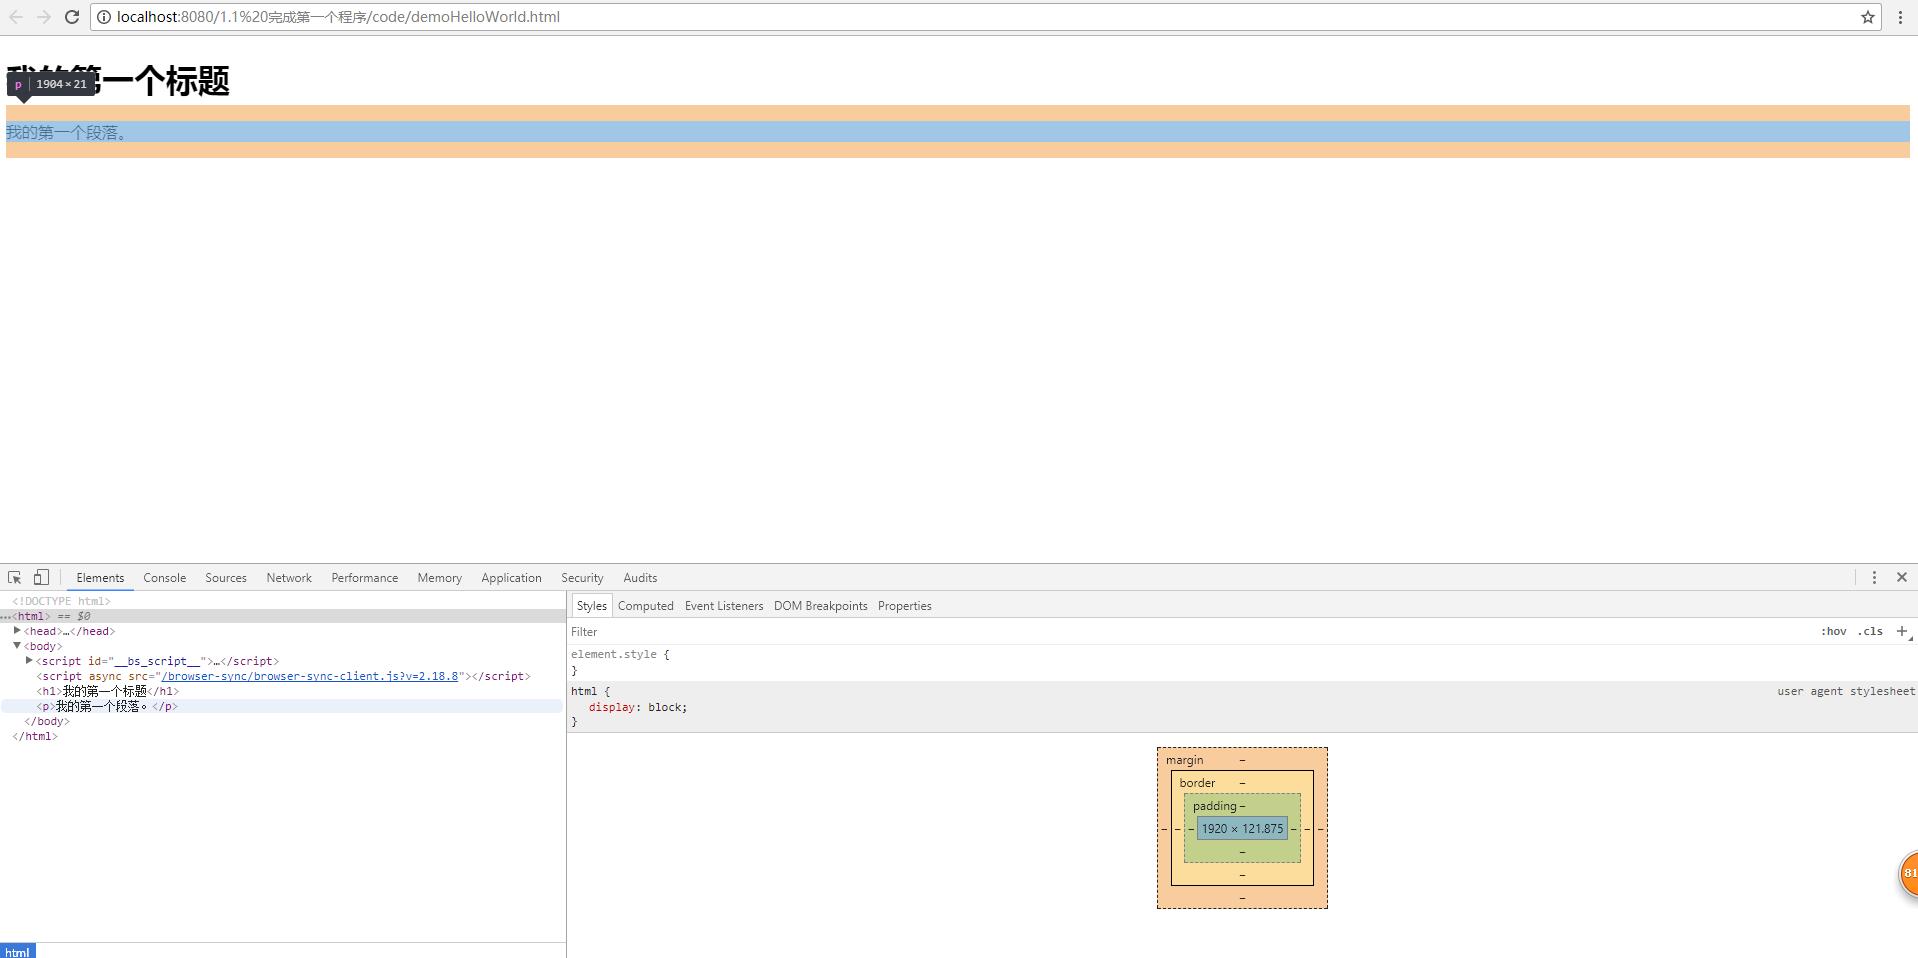 localhost:8080/1.1%20完成第一个程序/code/demoHelloWorld.html
我的第一个标题
p 1904×21
我的第一个段落。
Elements Console Sources Network Performance Memory Application Security Audits
<!DOCTYPE html>
…<html> == $0
<head>…</head>
<body>
<script id="__bs_script__">…</script>
<script async src="/browser-sync/browser-sync-client.js?v=2.18.8"></script>
<h1>我的第一个标题</h1>
<p>我的第一个段落。</p>
</body>
</html>
html
Styles Computed Event Listeners DOM Breakpoints Properties
Filter :hov .cls +
element.style {
}
html { user agent stylesheet
display: block;
}
margin –
border –
padding –
– – – 1920 × 121.875 – – –
–
–
–
81